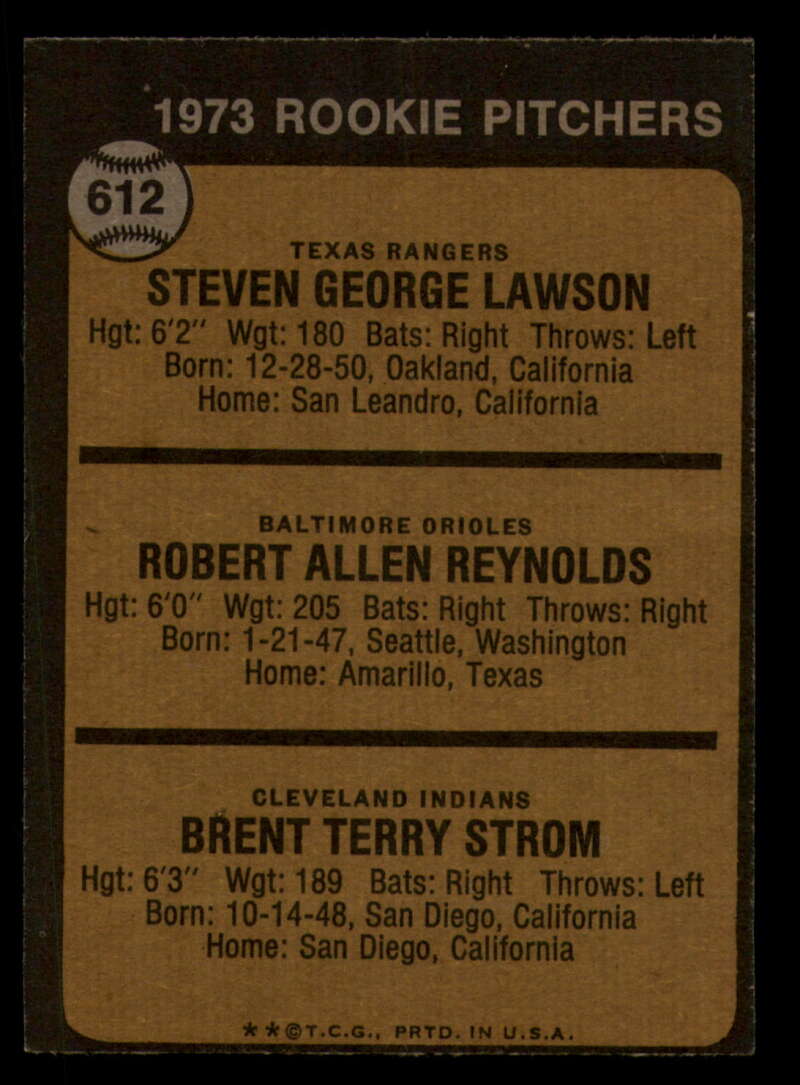 1973 ROOKIE PITCHERS
612
TEXAS RANGERS
STEVEN GEORGE LAWSON
Hgt: 6'2" Wgt: 180 Bats: Right Throws: Left
Born: 12-28-50, Oakland, California
Home: San Leandro, California
BALTIMORE ORIOLES
ROBERT ALLEN REYNOLDS
Hgt: 6'0" Wgt: 205 Bats: Right Throws: Right
Born: 1-21-47, Seattle, Washington
Home: Amarillo, Texas
CLEVELAND INDIANS
BRENT TERRY STROM
Hgt: 6'3" Wgt: 189 Bats: Right Throws: Left
Born: 10-14-48, San Diego, California
Home: San Diego, California
* * © T.C.G., PRTD. IN U.S.A.